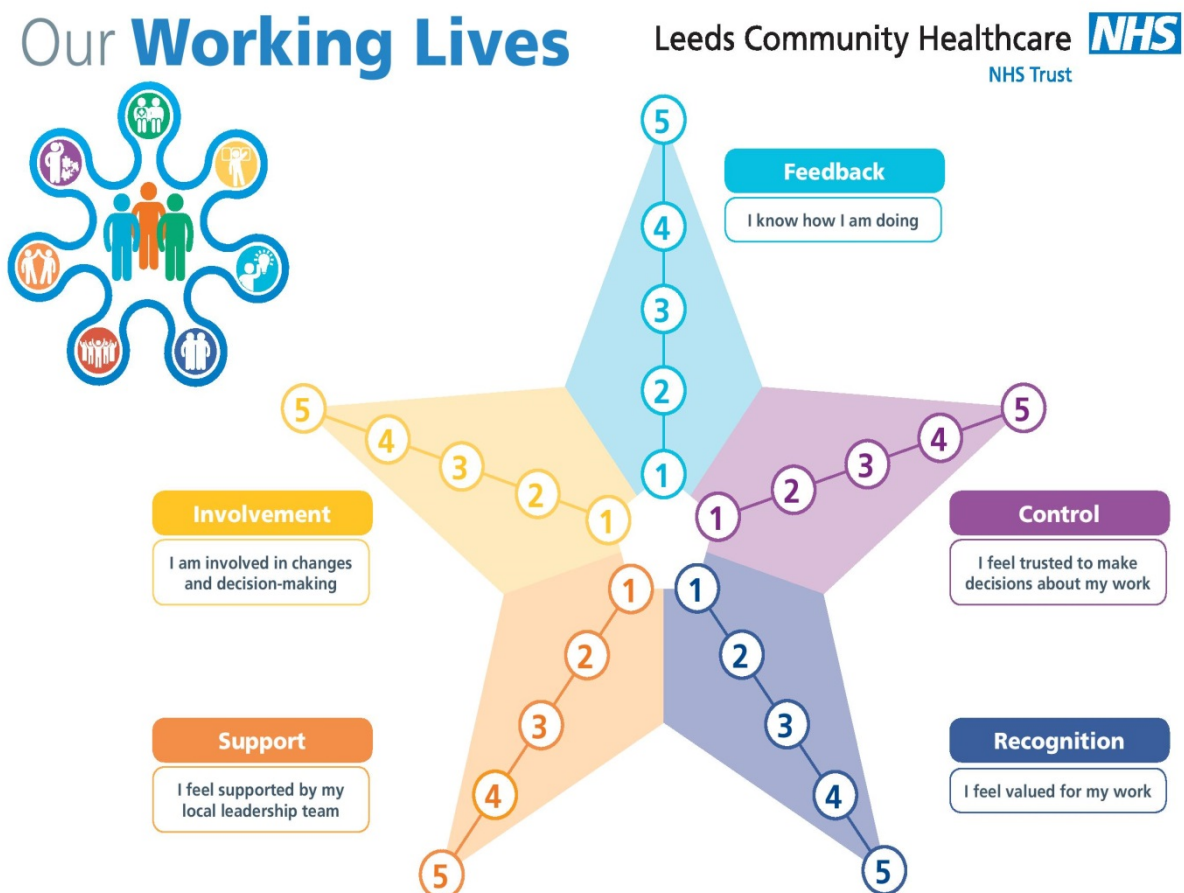 Our Working Lives
Leeds Community Healthcare NHS
NHS Trust
5
4
3
2
1
Feedback
I know how I am doing
5
4
3
2
1
Involvement
I am involved in changes
and decision-making
1
2
3
4
5
Control
I feel trusted to make
decisions about my work
1
2
3
4
5
Support
I feel supported by my
local leadership team
1
2
3
4
5
Recognition
I feel valued for my work